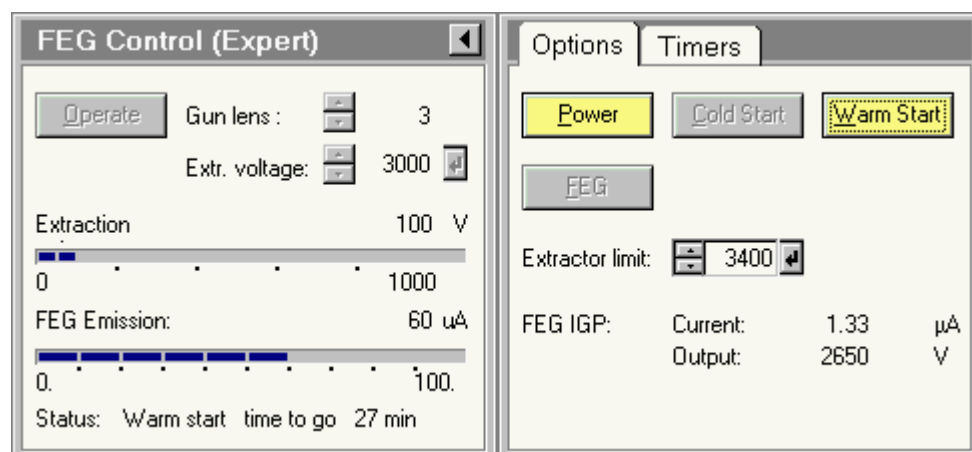 FEG Control (Expert)
Operate Gun lens : 3
Extr. voltage: 3000
Extraction 100 V
0 1000
FEG Emission: 60 uA
0. 100.
Status: Warm start time to go 27 min
Options Timers
Power Cold Start Warm Start
FEG
Extractor limit: 3400
FEG IGP: Current: 1.33 µA
Output: 2650 V